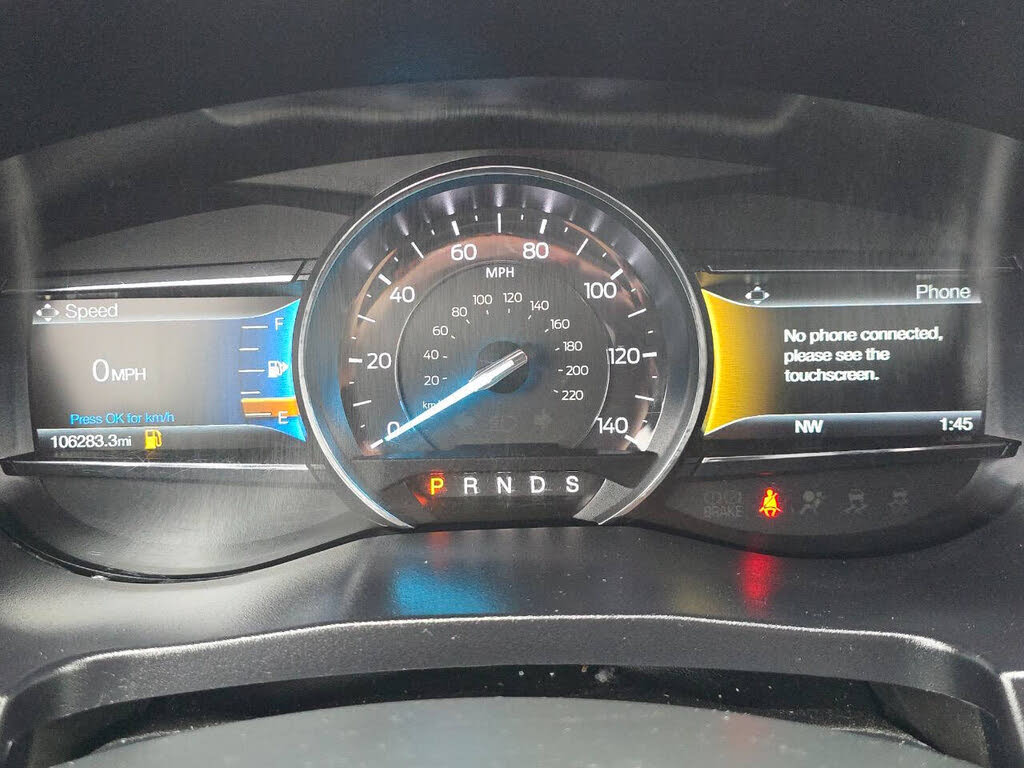 Speed
0 MPH
Press OK for km/h
106283.3mi
F
E
0 20 40 60 80 100 120 140
MPH
20 40 60 80 100 120 140 160 180 200 220
P R N D S
Phone
No phone connected,
please see the
touchscreen.
NW 1:45
BRAKE